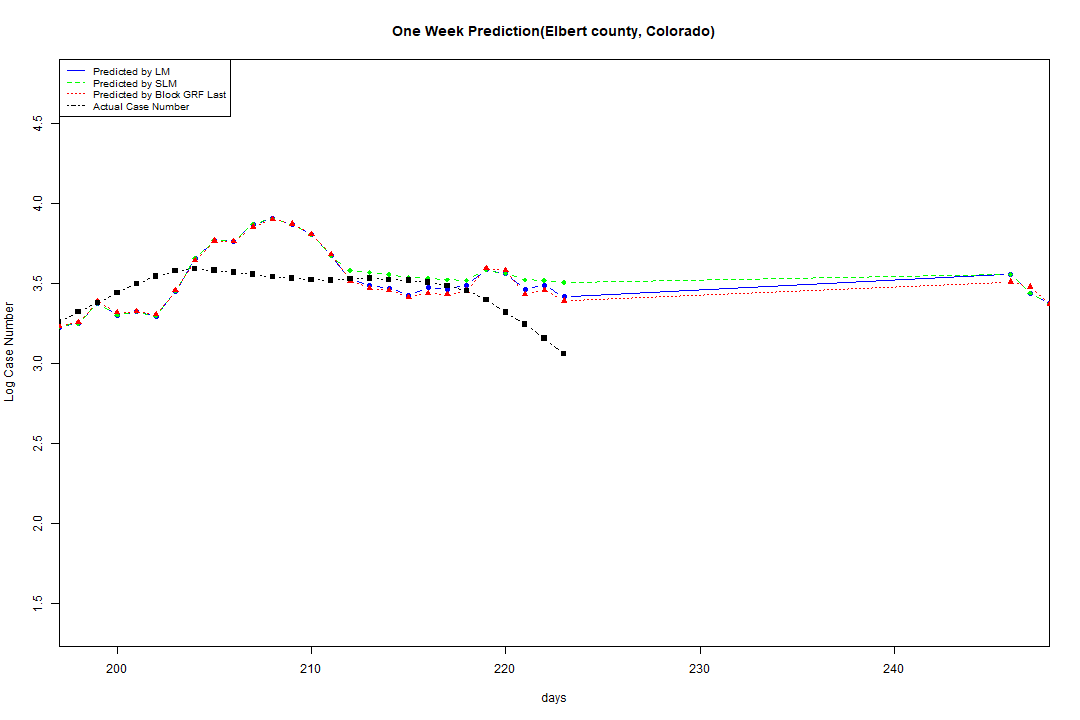 One Week Prediction(Elbert county, Colorado)
Predicted by LM
Predicted by SLM
Predicted by Block GRF Last
Actual Case Number
4.5
4.0
3.5
3.0
2.5
2.0
1.5
Log Case Number
200
210
220
230
240
days